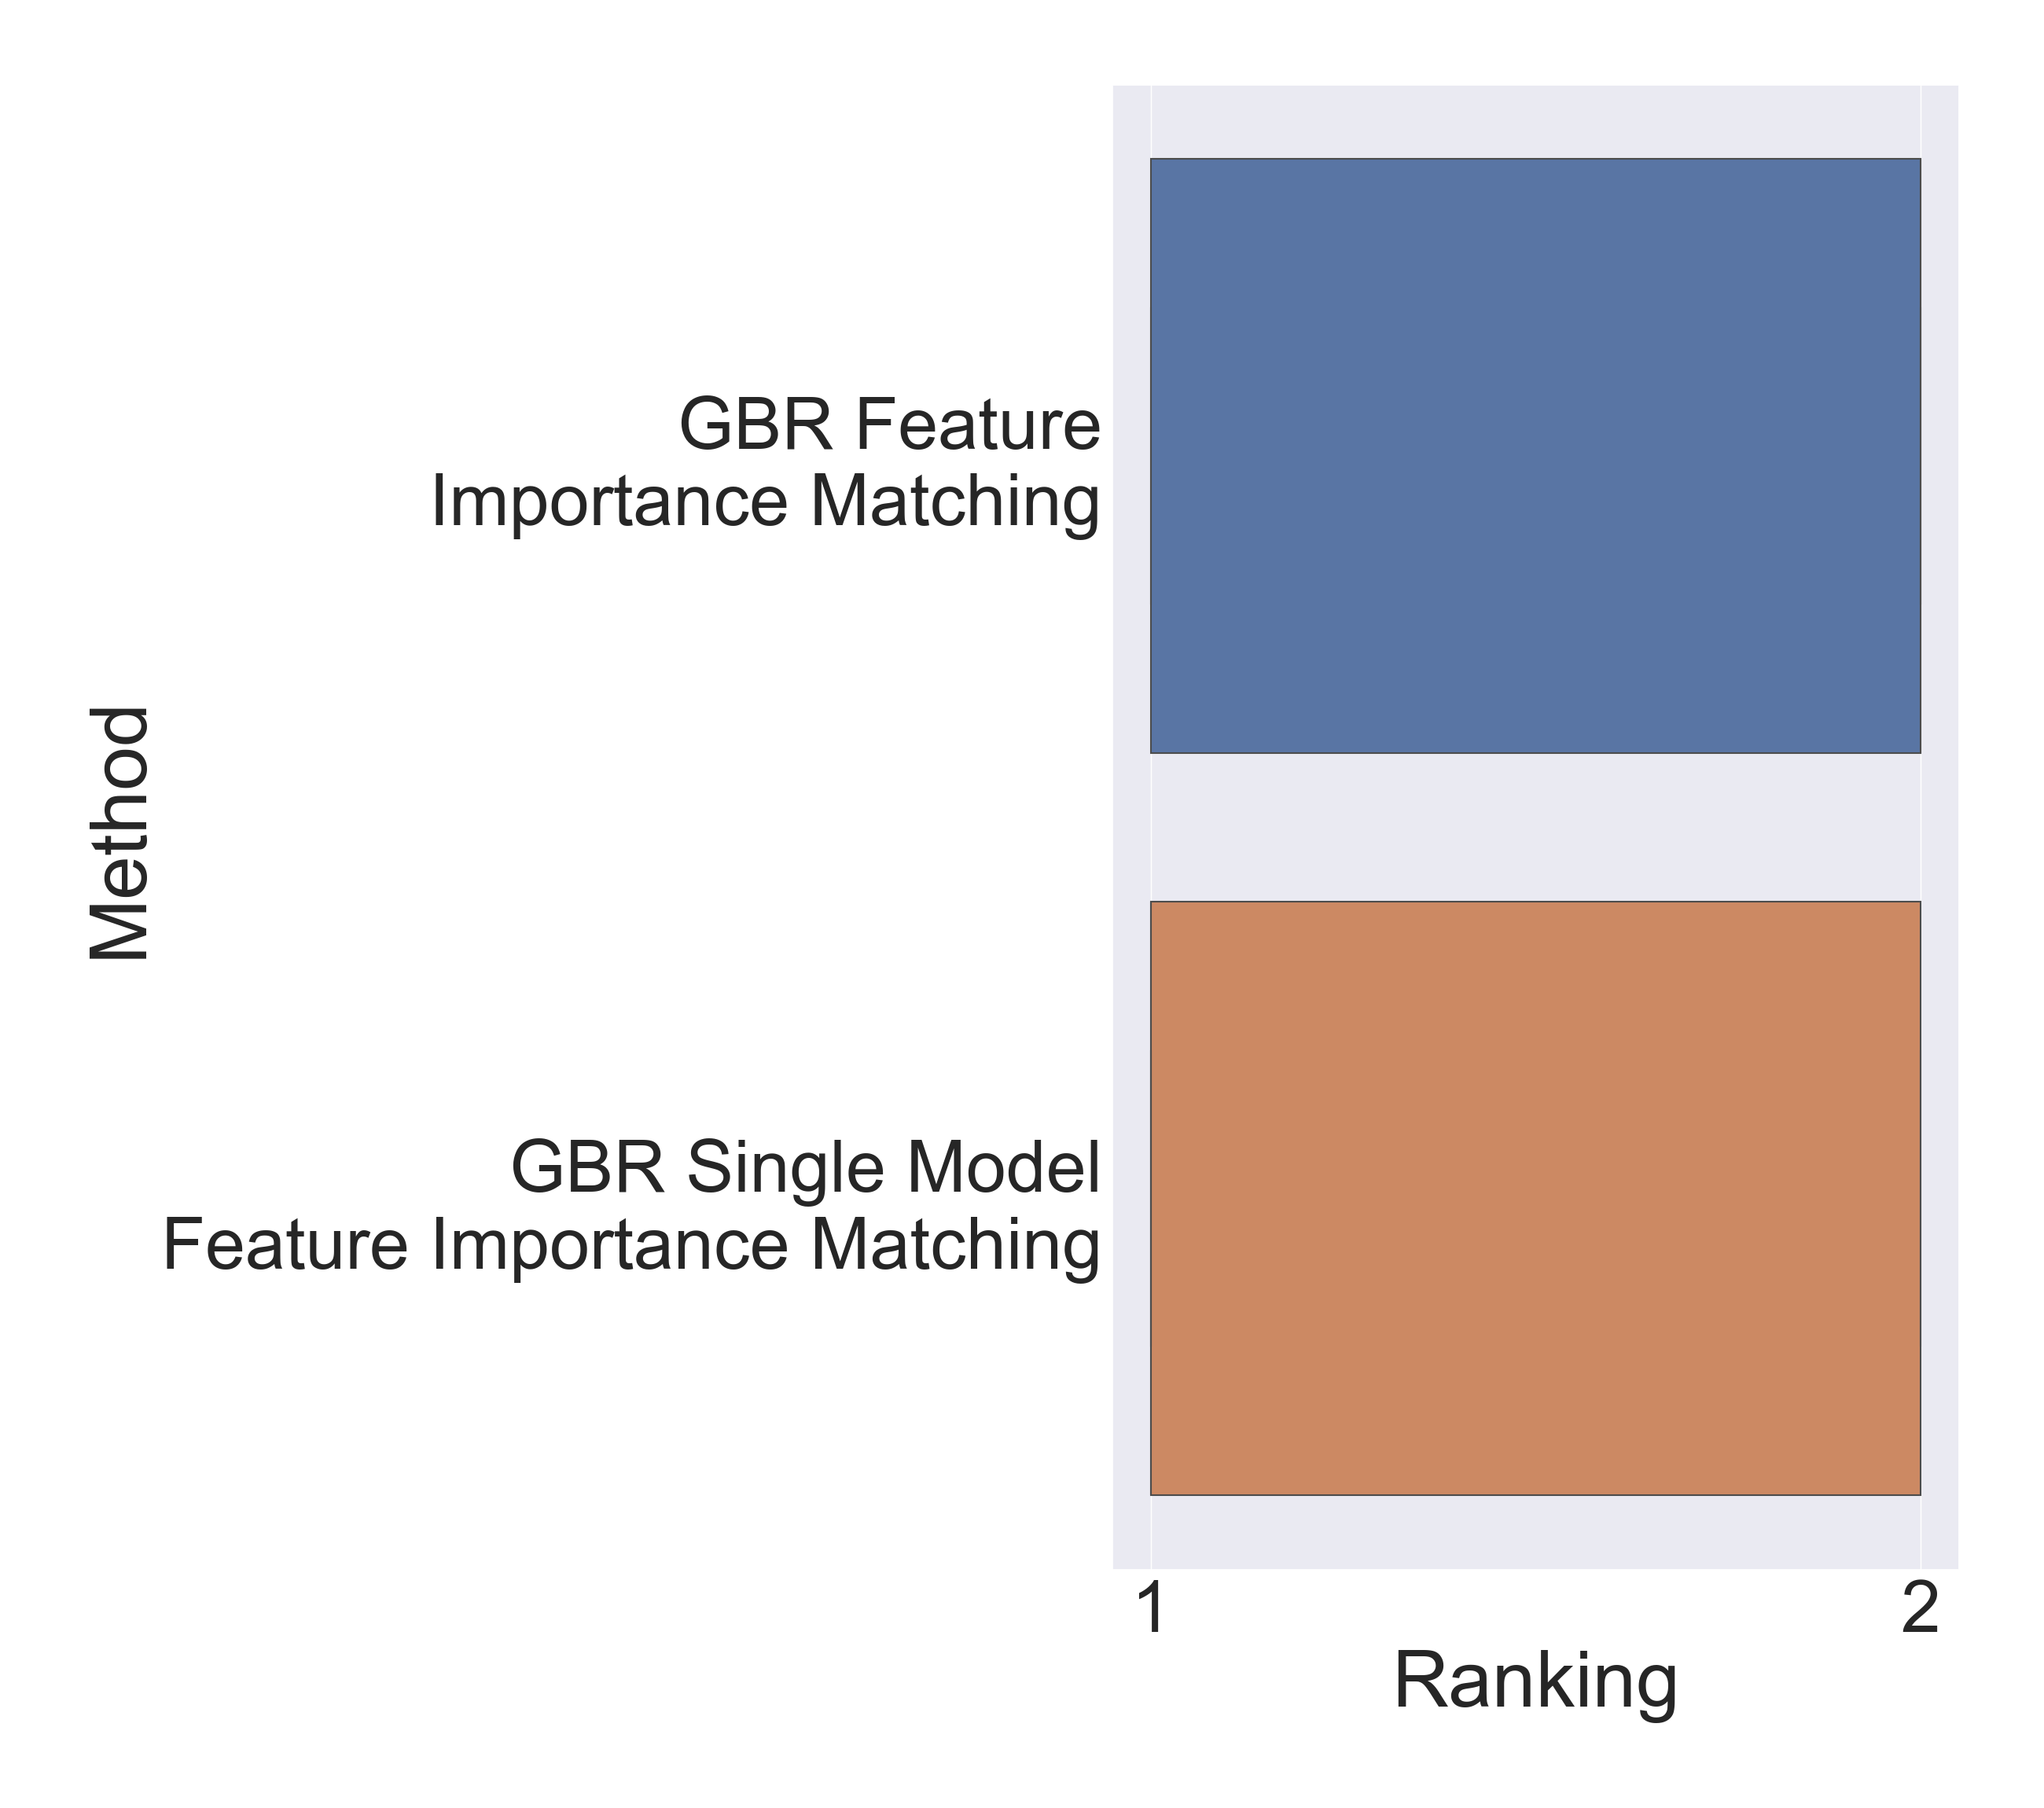 GBR Feature
Importance Matching
Method
GBR Single Model
Feature Importance Matching
1
2
Ranking